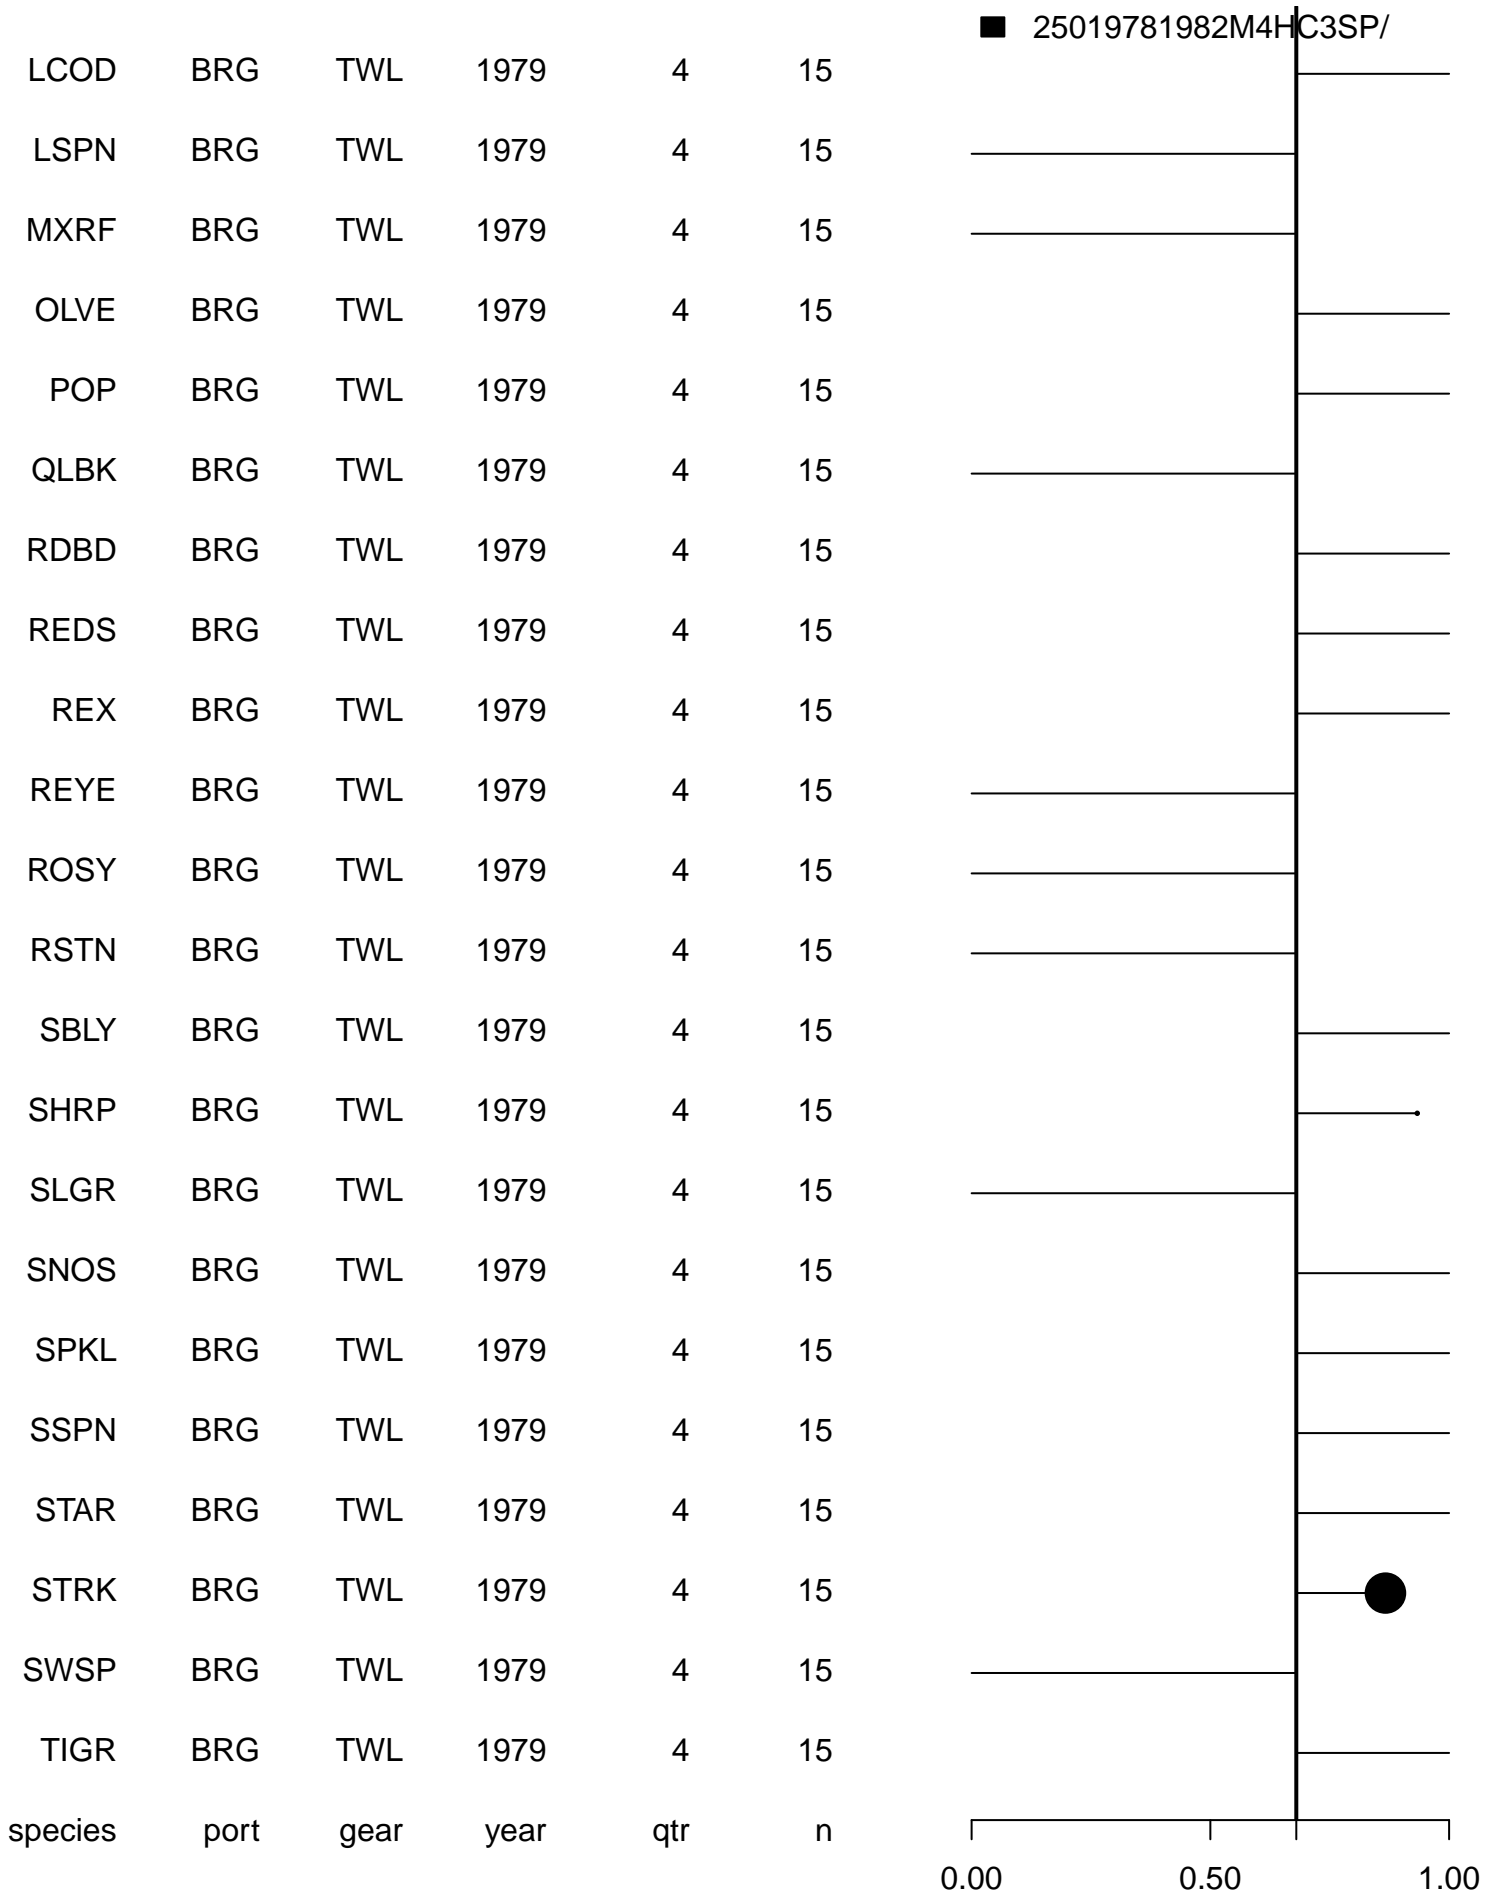 25019781982M4HC3SP/
LCOD BRG TWL 1979 4 15
LSPN BRG TWL 1979 4 15
MXRF BRG TWL 1979 4 15
OLVE BRG TWL 1979 4 15
POP BRG TWL 1979 4 15
QLBK BRG TWL 1979 4 15
RDBD BRG TWL 1979 4 15
REDS BRG TWL 1979 4 15
REX BRG TWL 1979 4 15
REYE BRG TWL 1979 4 15
ROSY BRG TWL 1979 4 15
RSTN BRG TWL 1979 4 15
SBLY BRG TWL 1979 4 15
SHRP BRG TWL 1979 4 15
SLGR BRG TWL 1979 4 15
SNOS BRG TWL 1979 4 15
SPKL BRG TWL 1979 4 15
SSPN BRG TWL 1979 4 15
STAR BRG TWL 1979 4 15
STRK BRG TWL 1979 4 15
SWSP BRG TWL 1979 4 15
TIGR BRG TWL 1979 4 15
species port gear year qtr n
0.00 0.50 1.00